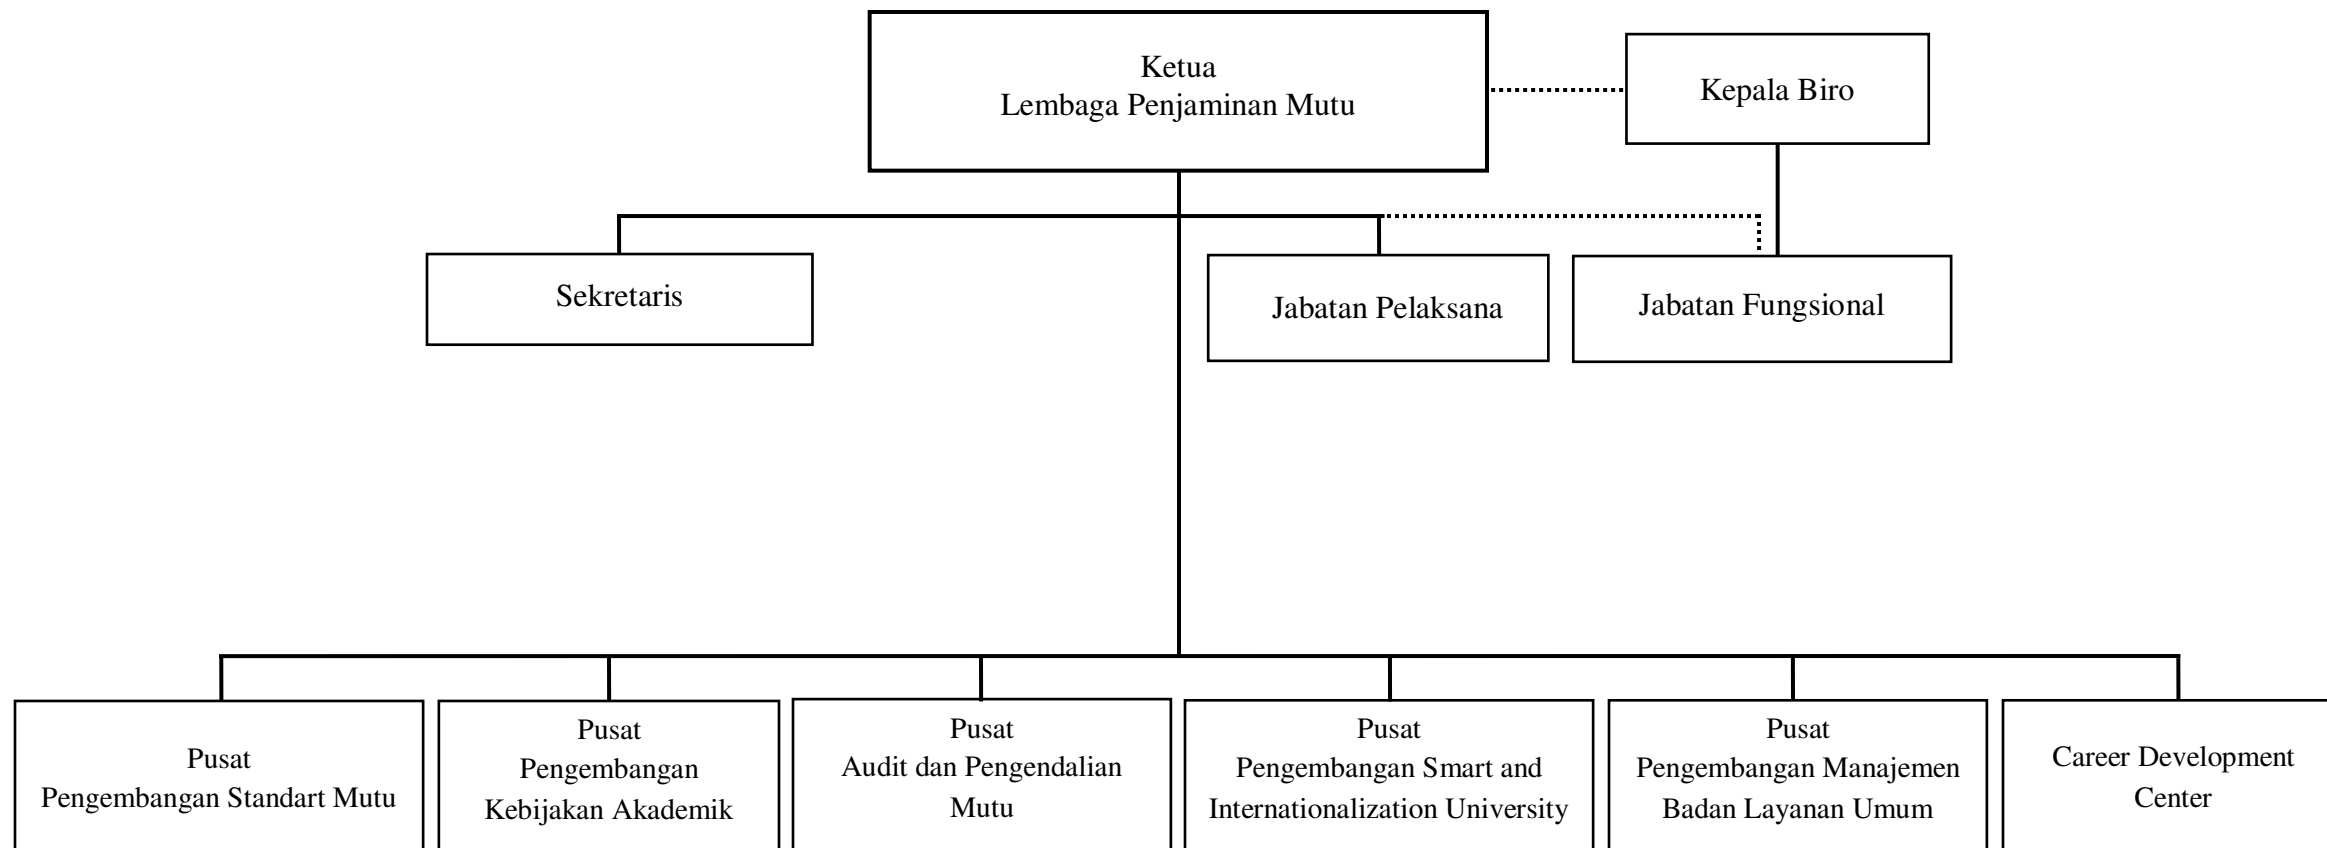 Ketua
Lembaga Penjaminan Mutu
Kepala Biro
Sekretaris
Jabatan Pelaksana
Jabatan Fungsional
Pusat
Pengembangan Standart Mutu
Pusat
Pengembangan
Kebijakan Akademik
Pusat
Audit dan Pengendalian
Mutu
Pusat
Pengembangan Smart and
Internationalization University
Pusat
Pengembangan Manajemen
Badan Layanan Umum
Career Development
Center